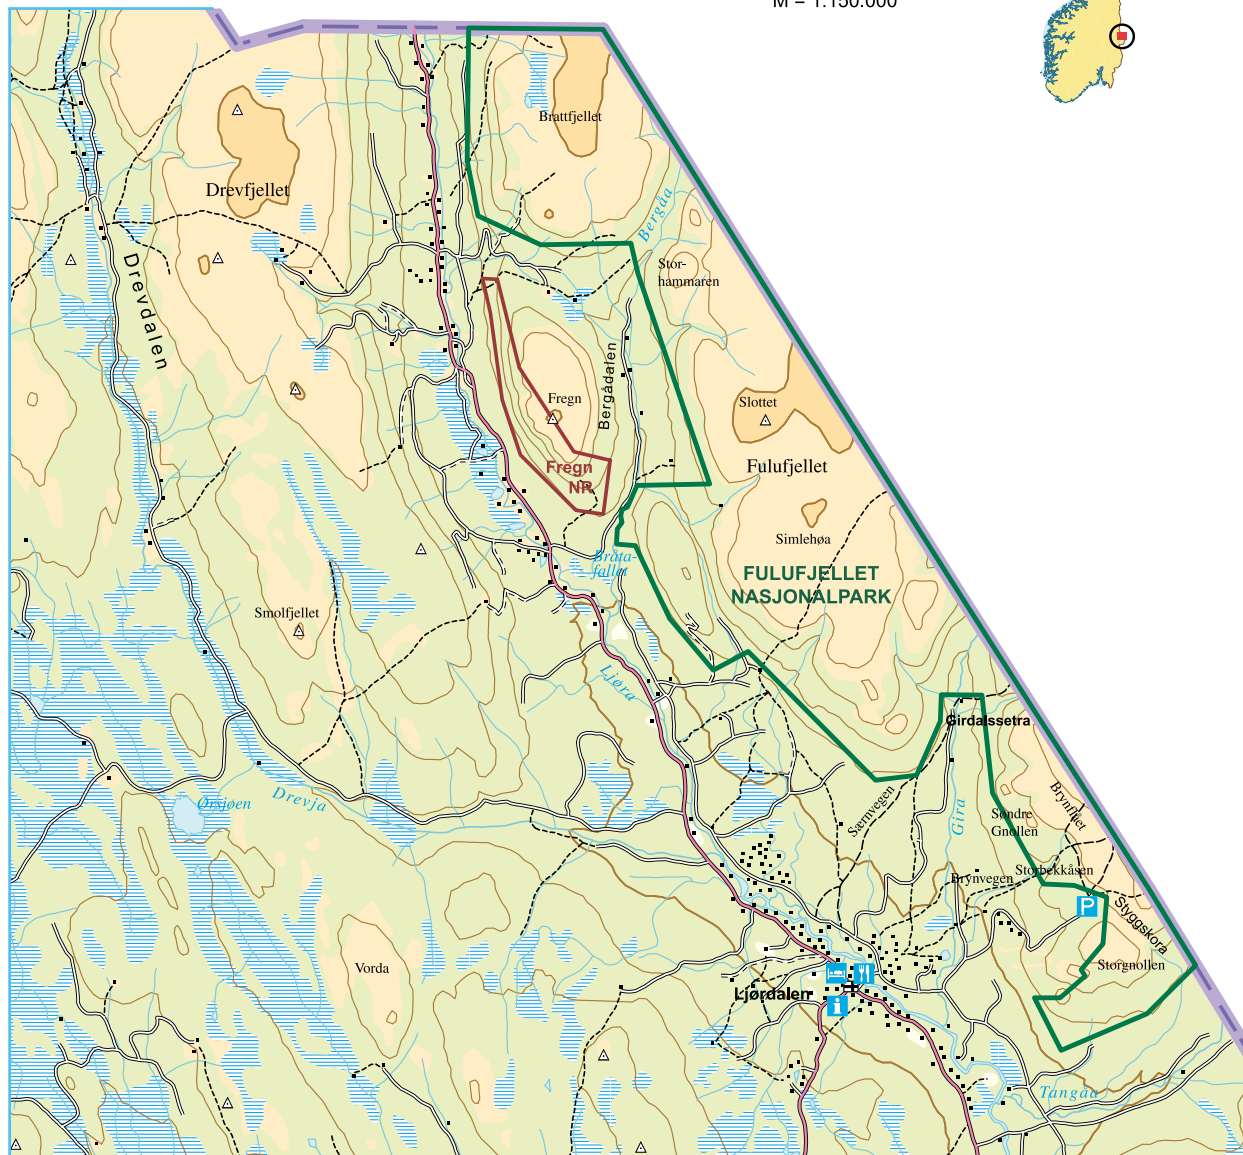 M = 1:150.000
Brattfjellet
Drevfjellet
Bergåa
Drevdalen
Stor-
hammaren
Bergådalen
Fregn
Slottet
Fregn
NR
Fulufjellet
Simlehøa
Bråta-
fallet
FULUFJELLET
NASJONALPARK
Smolfjellet
Ljøra
Girdalssetra
Ørsjøen
Drevja
Særnvegen
Gira
Søndre
Gnollen
Brynflået
Brynvegen
Storbekkåsen
P
Styggskora
Vorda
Storgnollen
Ljørdalen
i
Tangåa